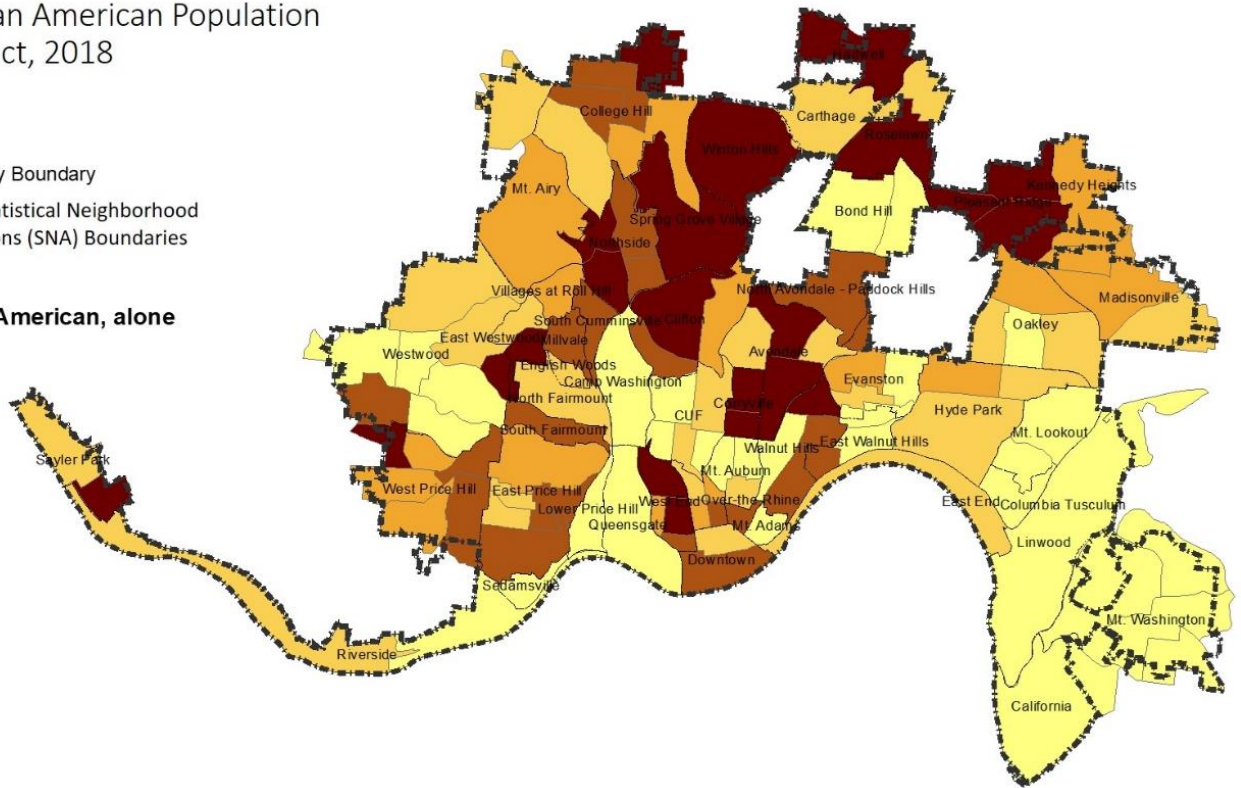 an American Population
ct, 2018
y Boundary
atistical Neighborhood
ons (SNA) Boundaries
American, alone
College Hill
Carthage
Roselawn
Winton Hills
Mt. Airy
Kennedy Heights
Pleasant Ridge
Bond Hill
Spring Grove Village
Northside
Villages at Roll Hill
North Avondale - Paddock Hills
Madisonville
South Cumminsville
Clifton
Oakley
East Westwood
Millvale
Westwood
Avondale
English Woods
Camp Washington
Evanston
North Fairmount
Corryville
CUF
Hyde Park
South Fairmount
Mt. Lookout
Walnut Hills
East Walnut Hills
Sayler Park
Mt. Auburn
West Price Hill
East Price Hill
West End
Over-the-Rhine
East End
Columbia Tusculum
Lower Price Hill
Queensgate
Mt. Adams
Linwood
Downtown
Sedamsville
Mt. Washington
Riverside
California